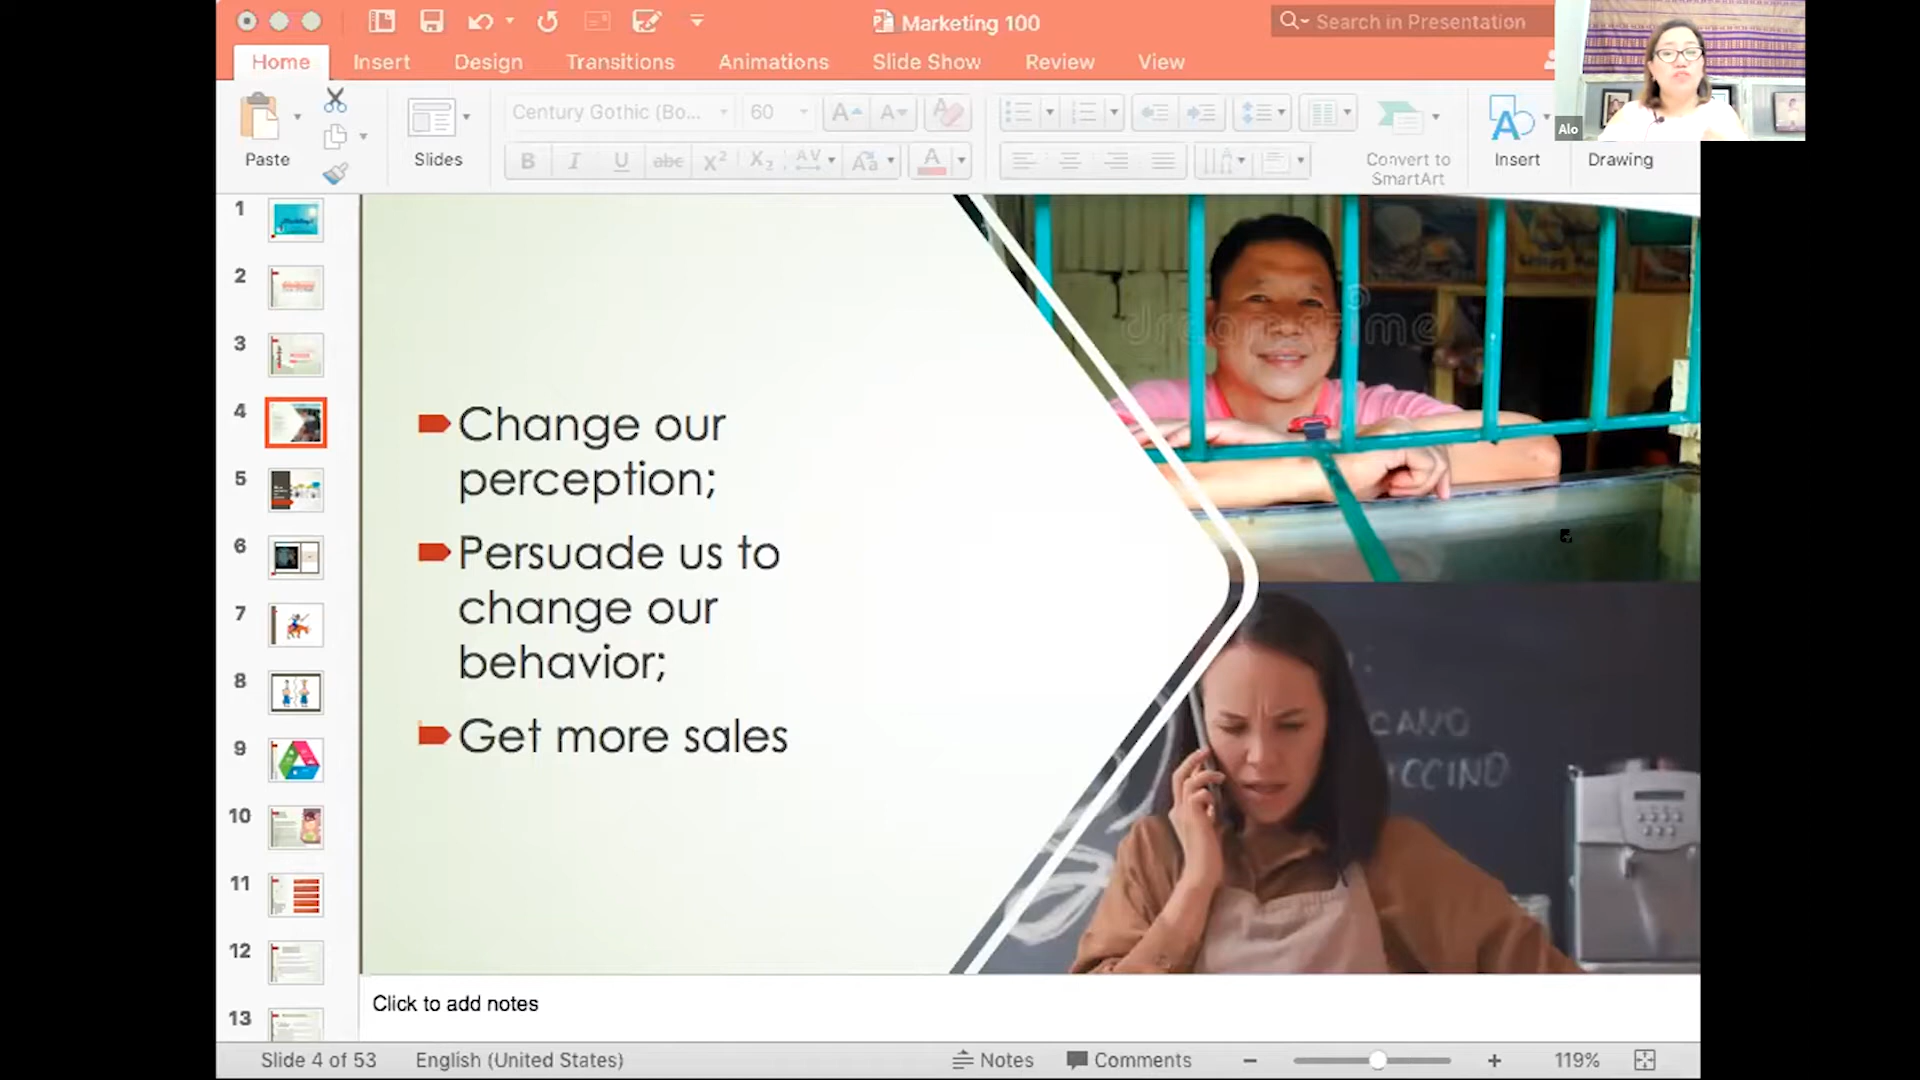 Marketing 100
Search in Presentation
Home Insert Design Transitions Animations Slide Show Review View
Century Gothic (Bo... 60
Paste Slides Convert to SmartArt Insert Drawing
Alo
1
2
3
4
5
6
7
8
9
10
11
12
13
Change our
perception;
Persuade us to
change our
behavior;
Get more sales
dreamstime
CANO
CCINO
Click to add notes
Slide 4 of 53 English (United States) Notes Comments 119%